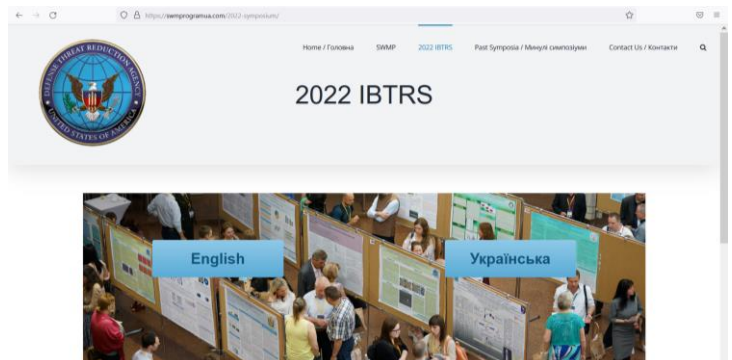 https://swmprogramua.com/2022-symposium/
DEFENSE THREAT REDUCTION AGENCY
UNITED STATES OF AMERICA
Home / Головна SWMP 2022 IBTRS Past Symposia / Минулі симпозіуми Contact Us / Контакти
2022 IBTRS
English Українська